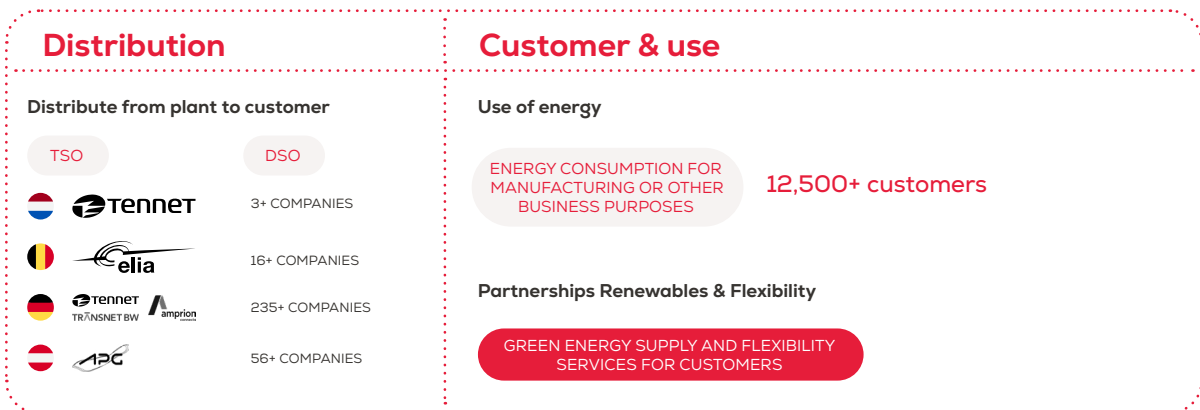 Distribution
Distribute from plant to customer
TSO
DSO
TENNET
3+ COMPANIES
elia
16+ COMPANIES
TENNET
TRANSNET BW
amprion
235+ COMPANIES
APG
56+ COMPANIES
Customer & use
Use of energy
ENERGY CONSUMPTION FOR
MANUFACTURING OR OTHER
BUSINESS PURPOSES
12,500+ customers
Partnerships Renewables & Flexibility
GREEN ENERGY SUPPLY AND FLEXIBILITY
SERVICES FOR CUSTOMERS